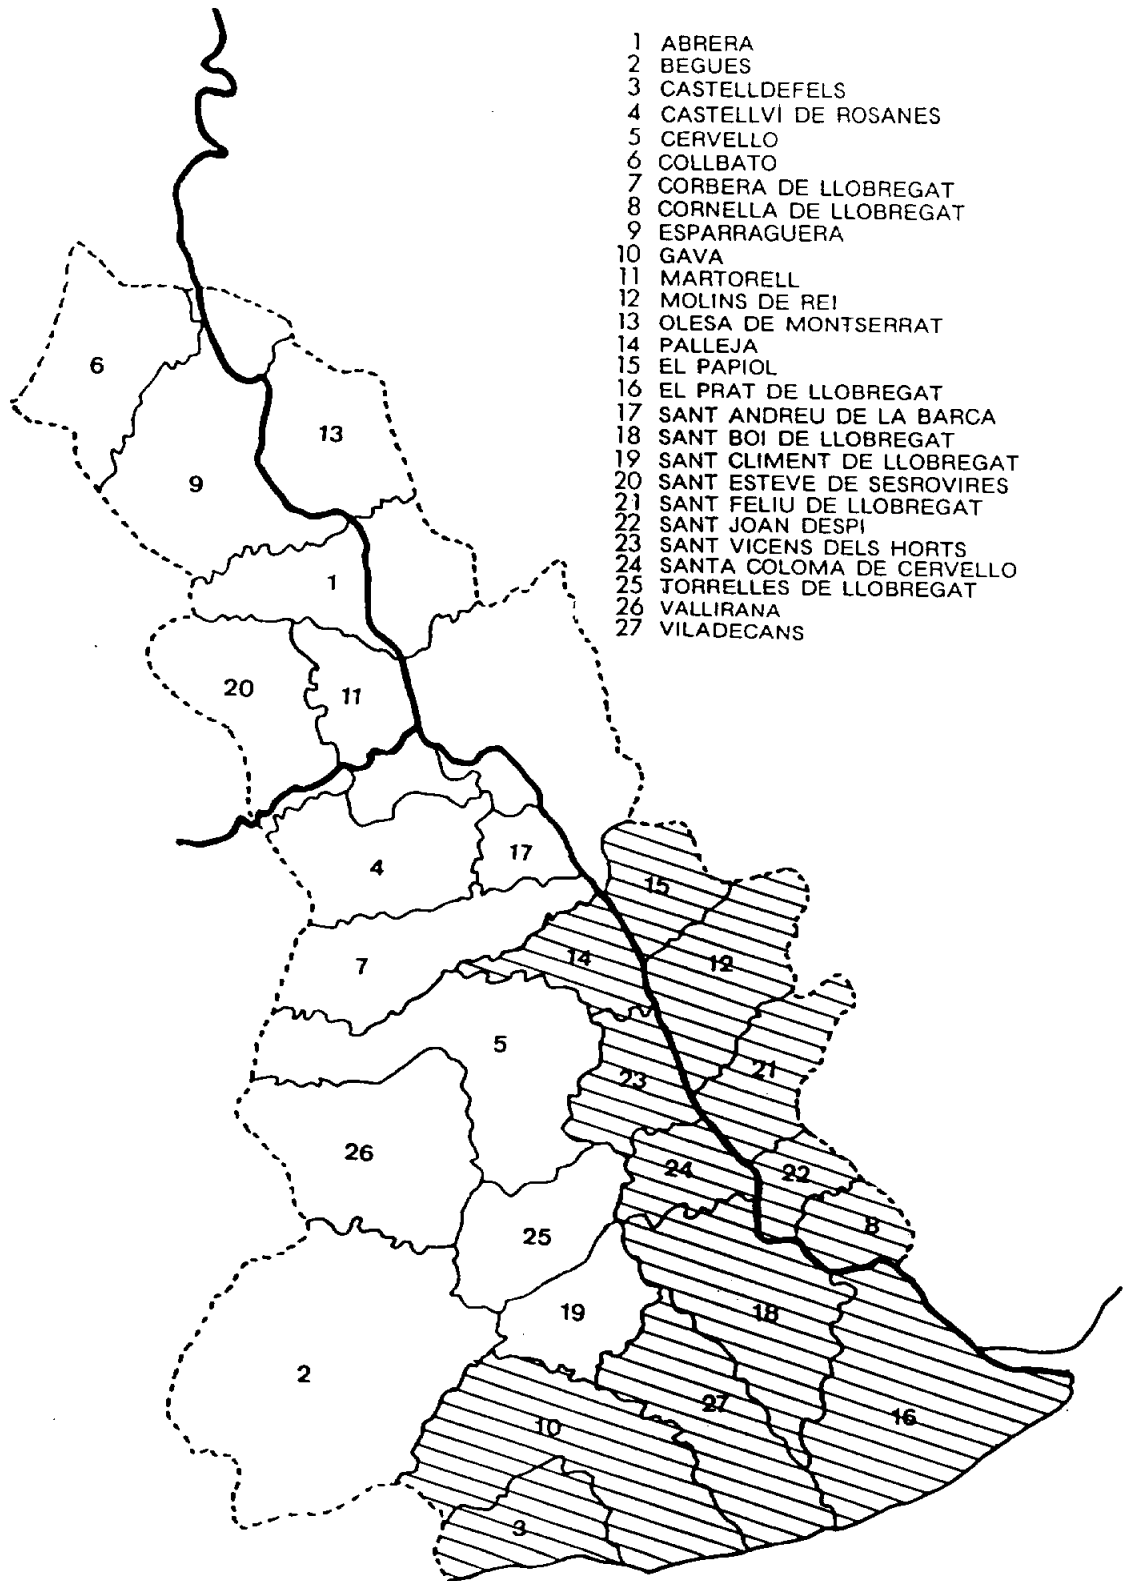 1 ABRERA
2 BEGUES
3 CASTELLDEFELS
4 CASTELLVÍ DE ROSANES
5 CERVELLO
6 COLLBATO
7 CORBERA DE LLOBREGAT
8 CORNELLA DE LLOBREGAT
9 ESPARRAGUERA
10 GAVA
11 MARTORELL
12 MOLINS DE REI
13 OLESA DE MONTSERRAT
14 PALLEJA
15 EL PAPIOL
16 EL PRAT DE LLOBREGAT
17 SANT ANDREU DE LA BARCA
18 SANT BOI DE LLOBREGAT
19 SANT CLIMENT DE LLOBREGAT
20 SANT ESTEVE DE SESROVIRES
21 SANT FELIU DE LLOBREGAT
22 SANT JOAN DESPI
23 SANT VICENS DELS HORTS
24 SANTA COLOMA DE CERVELLO
25 TORRELLES DE LLOBREGAT
26 VALLIRANA
27 VILADECANS
6
13
9
1
20
11
17
4
15
14
12
7
5
21
23
26
24
22
8
25
19
18
2
27
16
10
3